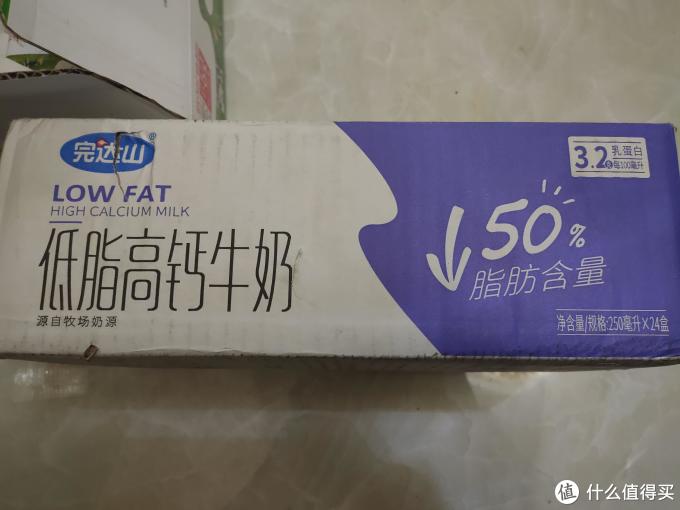 完达山®
LOW FAT
HIGH CALCIUM MILK
低脂高钙牛奶
源自牧场奶源
3.2g
乳蛋白
每100毫升
50%
脂肪含量
净含量/规格:250毫升×24盒
值 什么值得买